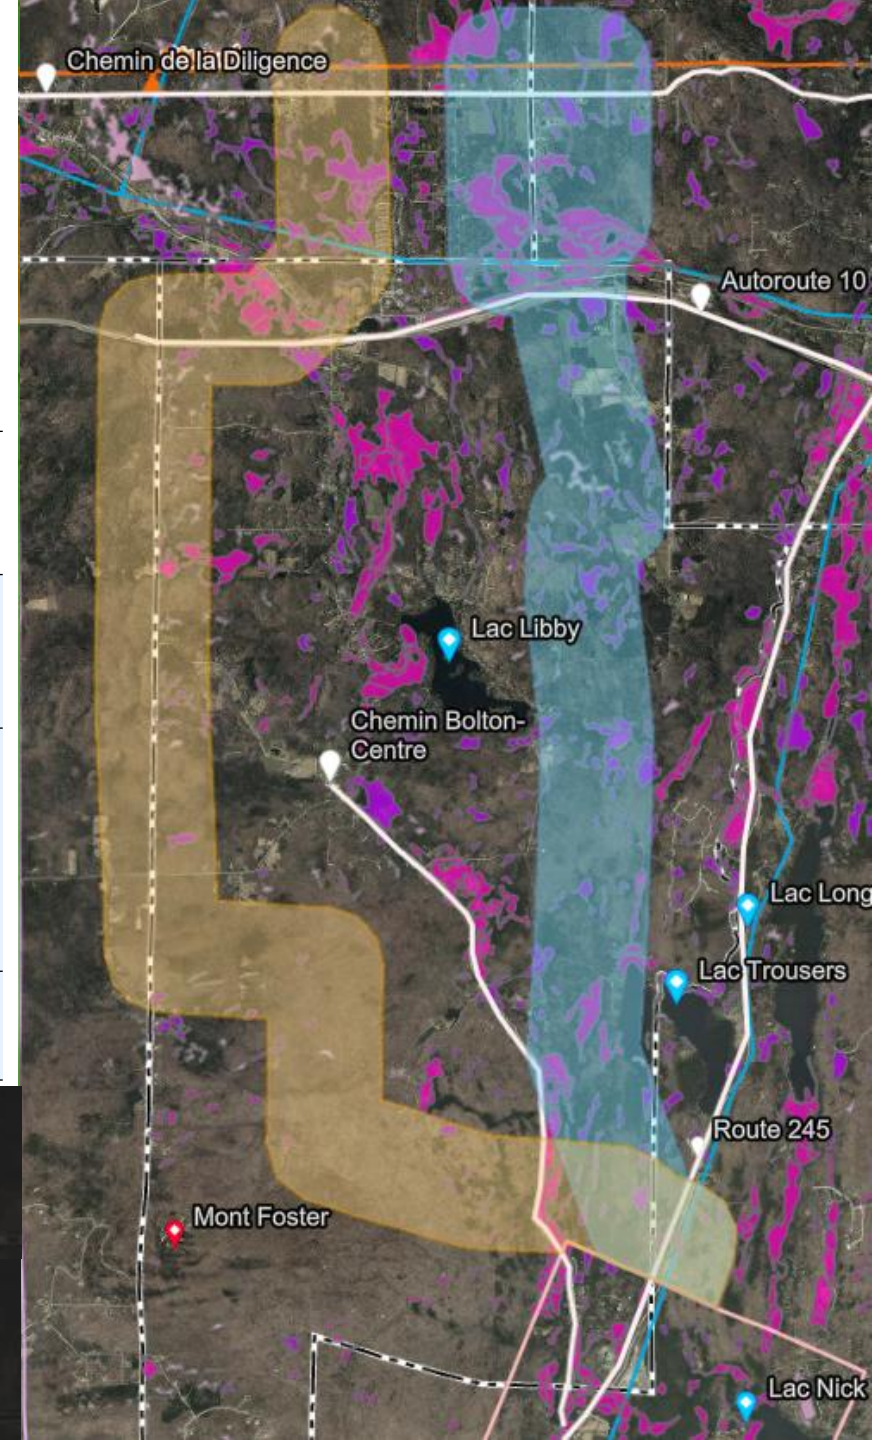 Chemin de la Diligence
Autoroute 10
Lac Libby
Chemin Bolton-
Centre
Lac Long
Lac Trousers
Route 245
Mont Foster
Lac Nick